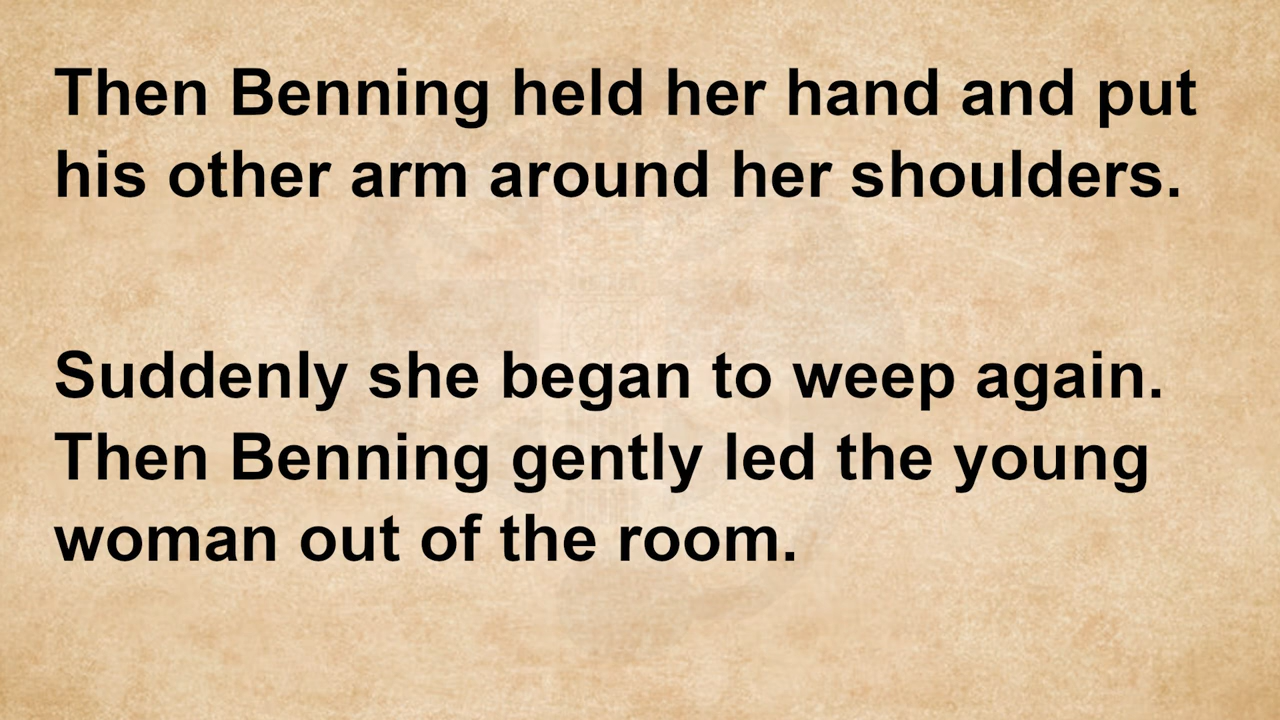 Then Benning held her hand and put
his other arm around her shoulders.
Suddenly she began to weep again.
Then Benning gently led the young
woman out of the room.